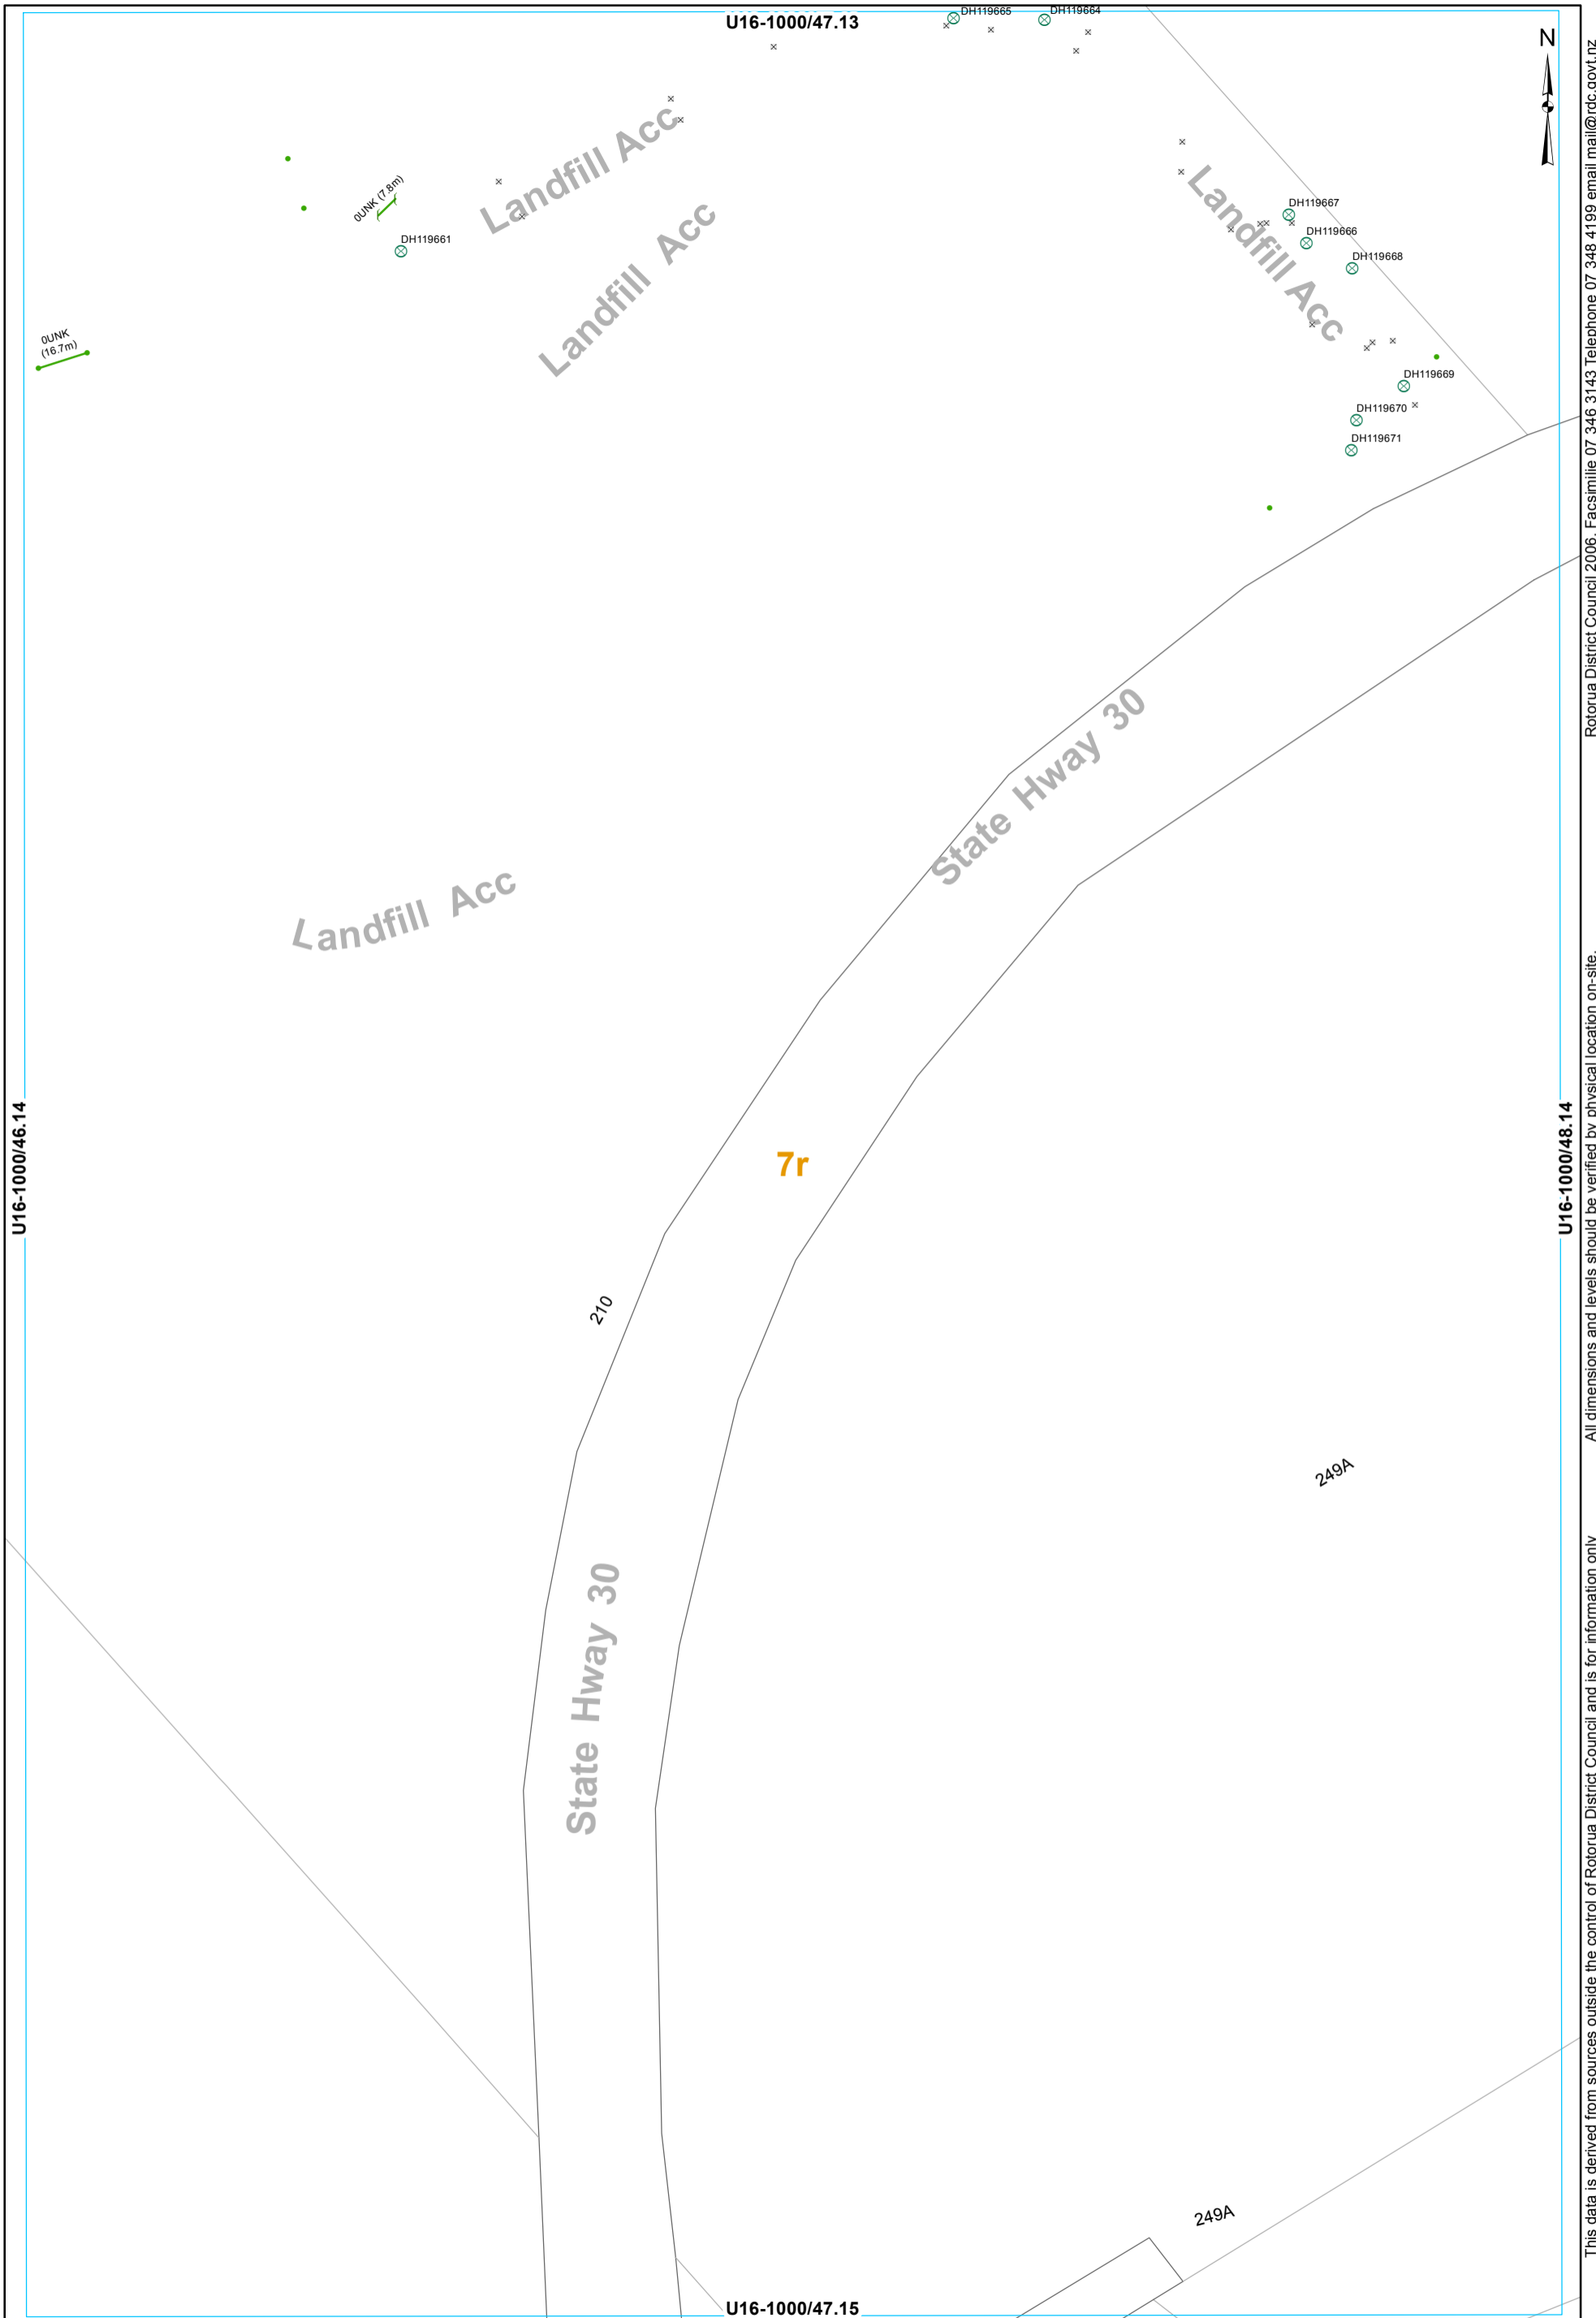 U16-1000/47.13
DH119665
DH119664
N
Landfill Acc
0UNK (7.8m)
DH119661
Landfill Acc
Landfill Acc
DH119667
DH119666
DH119668
0UNK
(16.7m)
DH119669
DH119670
DH119671
State Hway 30
Landfill Acc
U16-1000/46.14
U16-1000/48.14
7r
210
249A
State Hway 30
249A
U16-1000/47.15
Rotorua District Council 2006. Facsimilie 07 346 3143 Telephone 07 348 4199 email mail@rdc.govt.nz
All dimensions and levels should be verified by physical location on-site.
This data is derived from sources outside the control of Rotorua District Council and is for information only